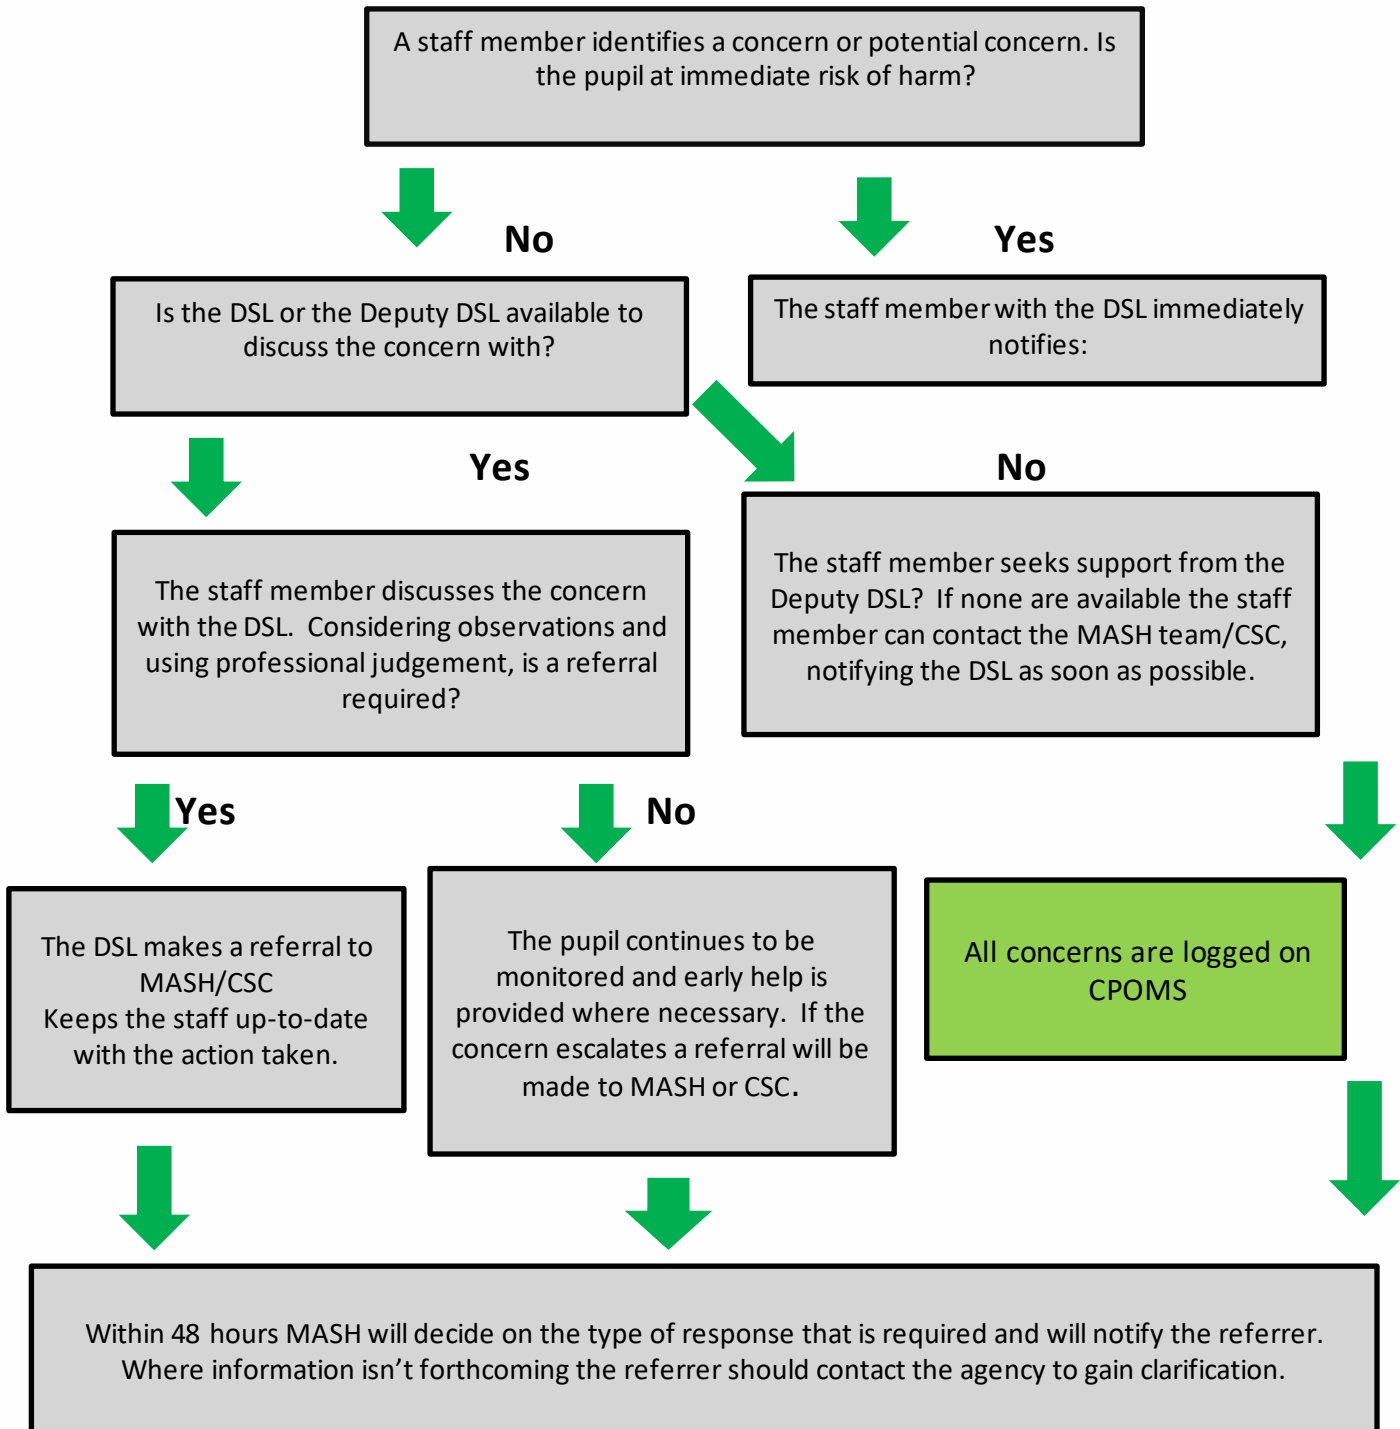 A staff member identifies a concern or potential concern. Is
the pupil at immediate risk of harm?
No
Yes
Is the DSL or the Deputy DSL available to
discuss the concern with?
The staff member with the DSL immediately
notifies:
Yes
No
The staff member discusses the concern
with the DSL. Considering observations and
using professional judgement, is a referral
required?
The staff member seeks support from the
Deputy DSL? If none are available the staff
member can contact the MASH team/CSC,
notifying the DSL as soon as possible.
Yes
No
The DSL makes a referral to
MASH/CSC
Keeps the staff up-to-date
with the action taken.
The pupil continues to be
monitored and early help is
provided where necessary. If the
concern escalates a referral will be
made to MASH or CSC.
All concerns are logged on
CPOMS
Within 48 hours MASH will decide on the type of response that is required and will notify the referrer.
Where information isn’t forthcoming the referrer should contact the agency to gain clarification.